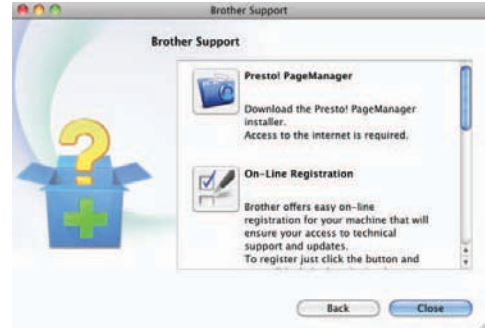 Brother Support
Brother Support
Presto! PageManager
Download the Presto! PageManager
installer.
Access to the internet is required.
On-Line Registration
Brother offers easy on-line
registration for your machine that will
ensure your access to technical
support and updates.
To register just click the button and
Back
Close